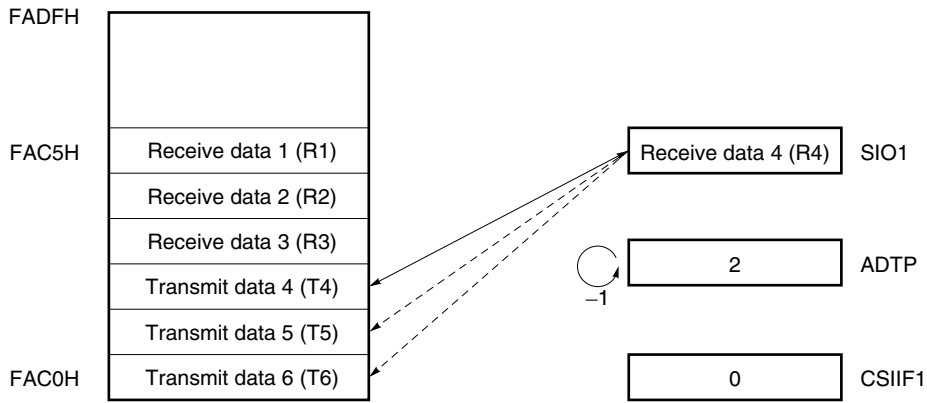 FADFH
FAC5H Receive data 1 (R1) Receive data 4 (R4) SIO1
Receive data 2 (R2)
Receive data 3 (R3) 2 ADTP
Transmit data 4 (T4) –1
Transmit data 5 (T5)
FAC0H Transmit data 6 (T6) 0 CSIIF1